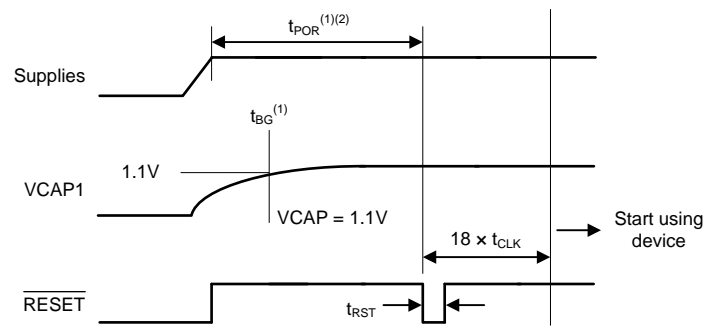 tPOR(1)(2)
Supplies
tBG(1)
1.1V
VCAP1
VCAP = 1.1V
18 × tCLK
Start using
device
RESET
tRST